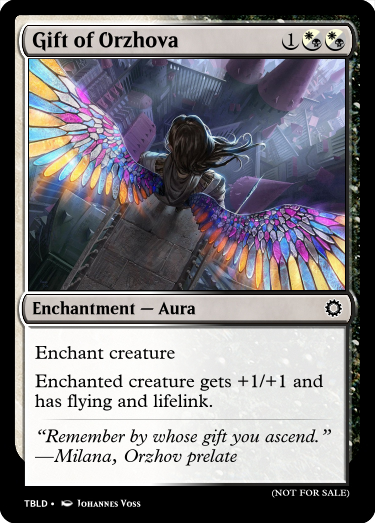 Gift of Orzhova 1
Enchantment — Aura
Enchant creature
Enchanted creature gets +1/+1 and
has flying and lifelink.
“Remember by whose gift you ascend.”
—Milana, Orzhov prelate
(NOT FOR SALE)
TBLD • Johannes Voss